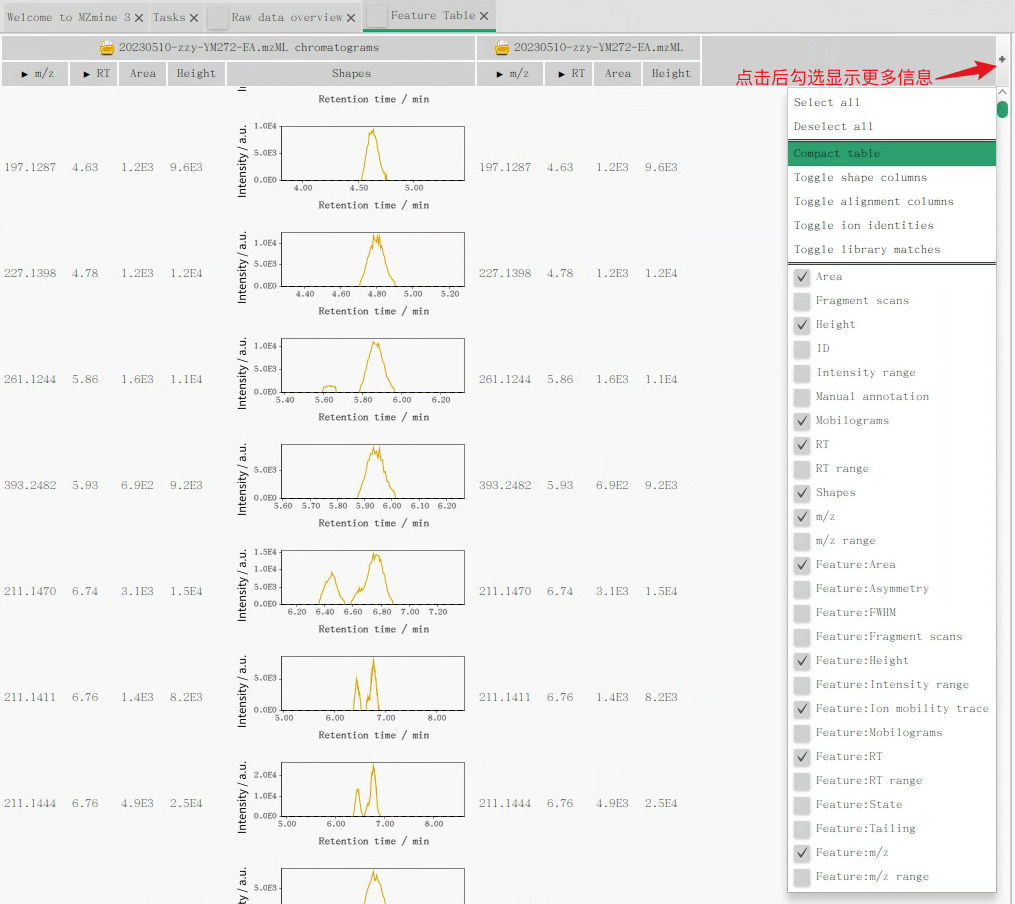 Welcome to MZmine 3 ✕ Tasks ✕ Raw data overview ✕ Feature Table ✕
20230510-zzy-YM272-EA.mzML chromatograms 20230510-zzy-YM272-EA.mzML +
▶ m/z ▶ RT Area Height Shapes ▶ m/z ▶ RT Area Height
点击后勾选显示更多信息
Retention time / min
197.1287 4.63 1.2E3 9.6E3 197.1287 4.63 1.2E3 9.6E3
Intensity / a.u.
1.0E4
5.0E3
0.0E0
4.00 4.50 5.00
Retention time / min
227.1398 4.78 1.2E3 1.2E4 227.1398 4.78 1.2E3 1.2E4
Intensity / a.u.
1.0E4
5.0E3
0.0E0
4.40 4.60 4.80 5.00 5.20
Retention time / min
261.1244 5.86 1.6E3 1.1E4 261.1244 5.86 1.6E3 1.1E4
Intensity / a.u.
1.0E4
5.0E3
0.0E0
5.40 5.60 5.80 6.00 6.20
Retention time / min
393.2482 5.93 6.9E2 9.2E3 393.2482 5.93 6.9E2 9.2E3
Intensity / a.u.
5.0E3
0.0E0
5.60 5.70 5.80 5.90 6.00 6.10 6.20
Retention time / min
211.1470 6.74 3.1E3 1.5E4 211.1470 6.74 3.1E3 1.5E4
Intensity / a.u.
1.5E4
1.0E4
5.0E3
0.0E0
6.20 6.40 6.60 6.80 7.00 7.20
Retention time / min
211.1411 6.76 1.4E3 8.2E3 211.1411 6.76 1.4E3 8.2E3
Intensity / a.u.
5.0E3
0.0E0
5.00 6.00 7.00 8.00
Retention time / min
211.1444 6.76 4.9E3 2.5E4 211.1444 6.76 4.9E3 2.5E4
Intensity / a.u.
2.0E4
1.0E4
0.0E0
5.00 6.00 7.00 8.00
Retention time / min
5.0E3
Select all
Deselect all
Compact table
Toggle shape columns
Toggle alignment columns
Toggle ion identities
Toggle library matches
Area
Fragment scans
Height
ID
Intensity range
Manual annotation
Mobilograms
RT
RT range
Shapes
m/z
m/z range
Feature:Area
Feature:Asymmetry
Feature:FWHM
Feature:Fragment scans
Feature:Height
Feature:Intensity range
Feature:Ion mobility trace
Feature:Mobilograms
Feature:RT
Feature:RT range
Feature:State
Feature:Tailing
Feature:m/z
Feature:m/z range